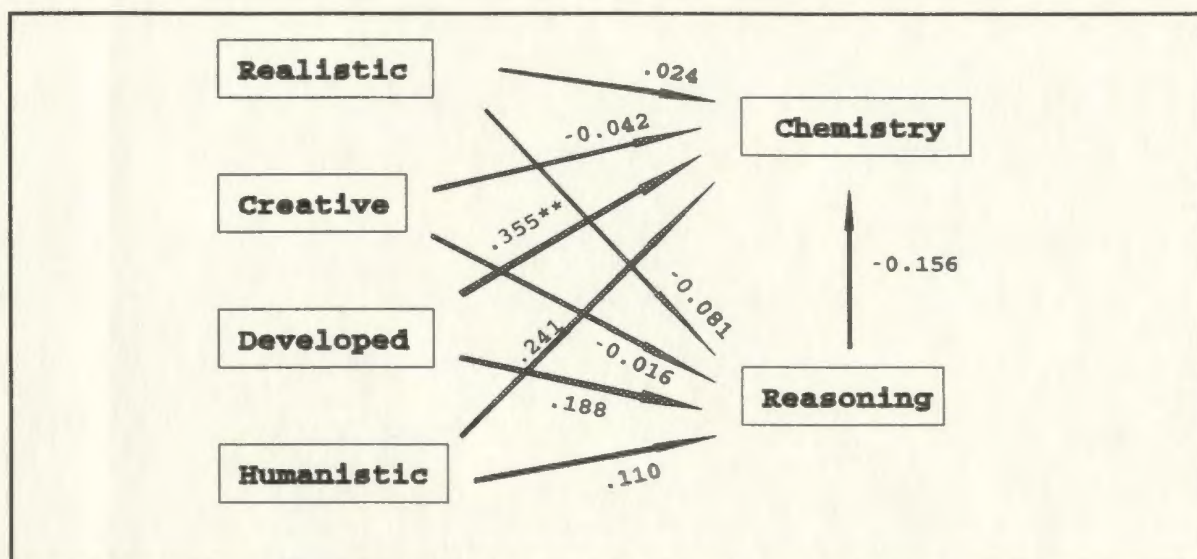 Realistic
.024
Chemistry
-0.042
Creative
.355**
-0.156
-0.081
Developed
.241
-0.016
.188
Reasoning
Humanistic
.110